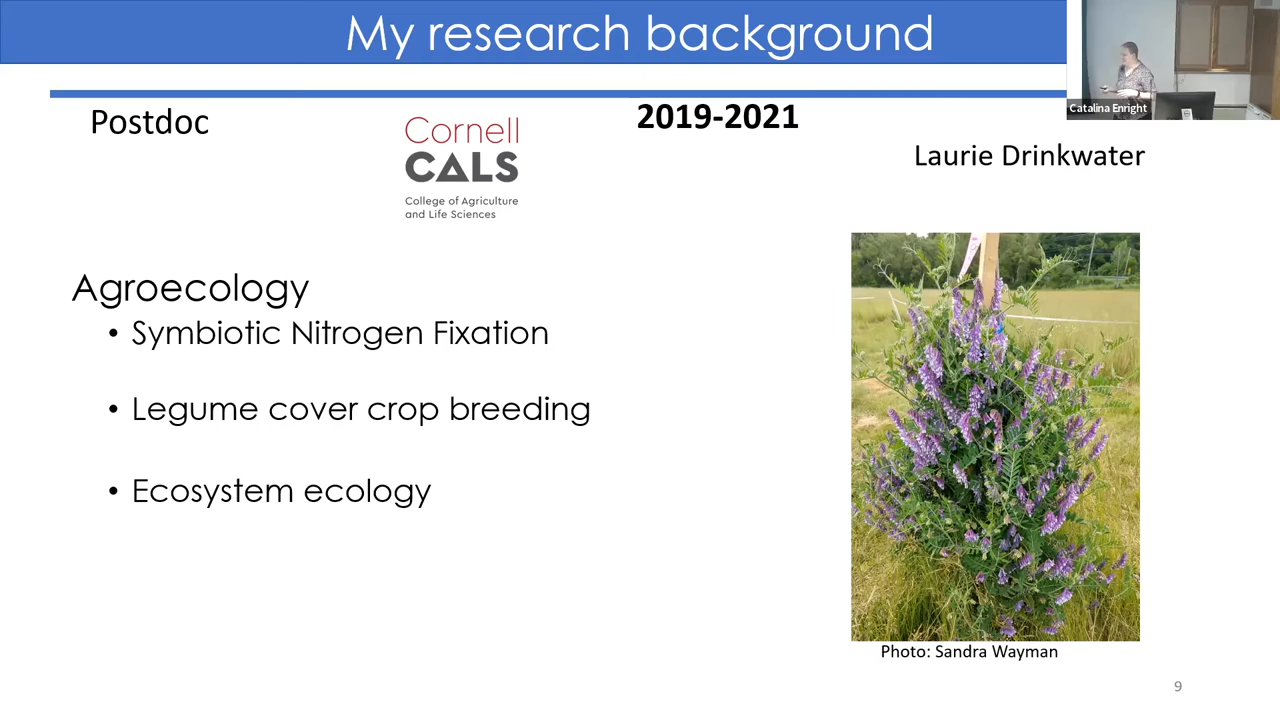 My research background
Catalina Enright
Postdoc
Cornell
CALS
College of Agriculture
and Life Sciences
2019-2021
Laurie Drinkwater
Agroecology
• Symbiotic Nitrogen Fixation
• Legume cover crop breeding
• Ecosystem ecology
Photo: Sandra Wayman
9